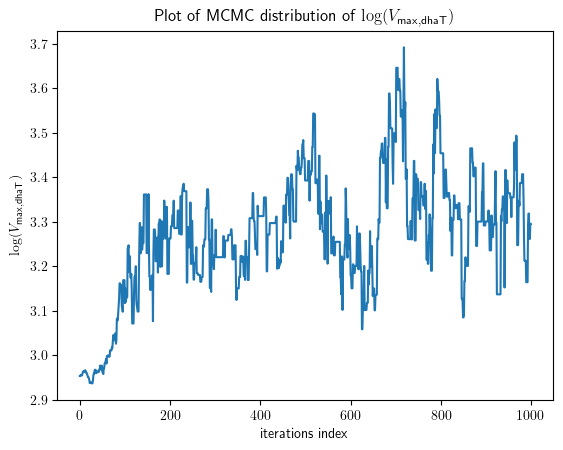 Plot of MCMC distribution of log(V_max,dhaT)
3.7
3.6
3.5
3.4
3.3
3.2
3.1
3.0
2.9
log(V_max,dhaT)
0 200 400 600 800 1000
iterations index